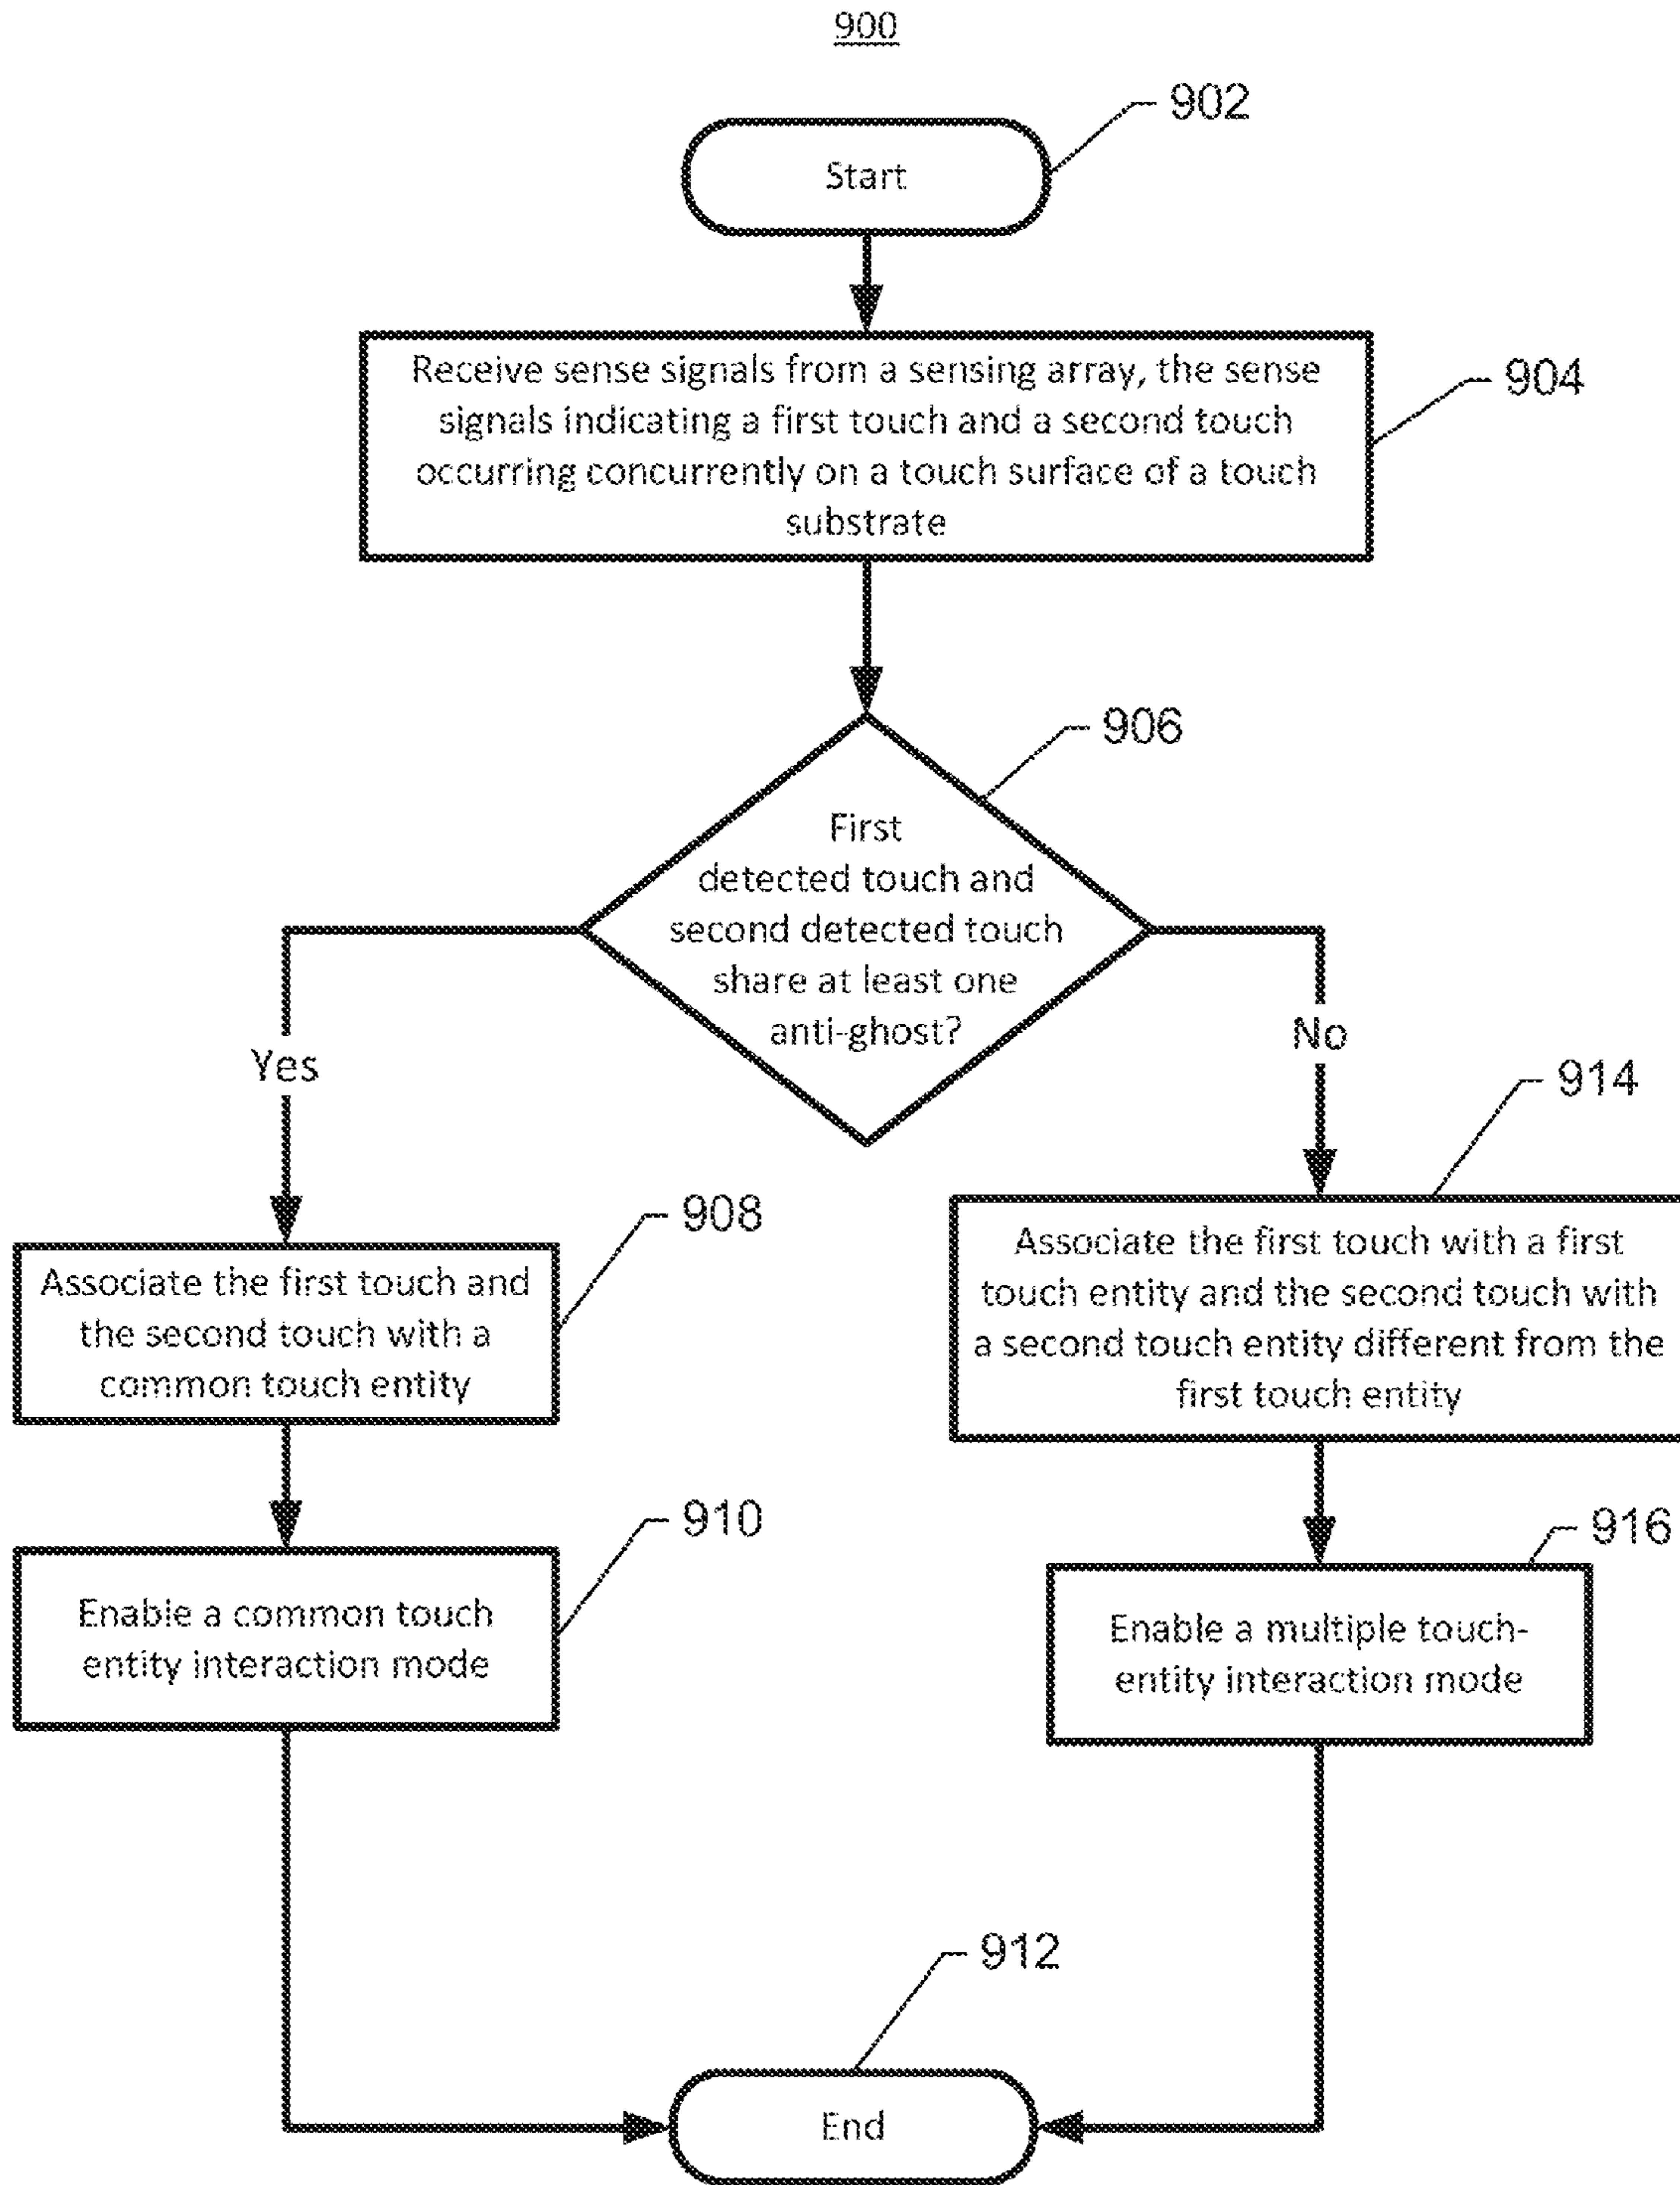 900
902
Start
Receive sense signals from a sensing array, the sense
signals indicating a first touch and a second touch
occurring concurrently on a touch surface of a touch
substrate
904
906
First
detected touch and
second detected touch
share at least one
anti-ghost?
Yes
No
908
Associate the first touch and
the second touch with a
common touch entity
914
Associate the first touch with a first
touch entity and the second touch with
a second touch entity different from the
first touch entity
910
Enable a common touch
entity interaction mode
916
Enable a multiple touch-
entity interaction mode
912
End